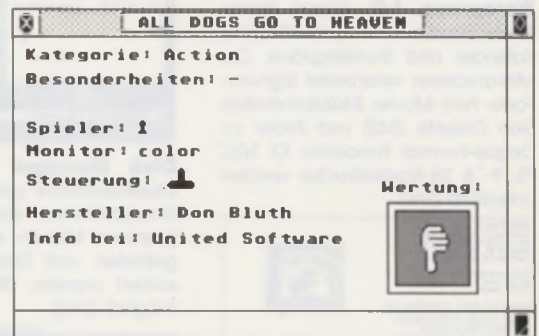 ALL DOGS GO TO HEAVEN
Kategorie: Action
Besonderheiten: -
Spieler: 1
Monitor: color
Steuerung:
Wertung:
Hersteller: Don Bluth
Info bei: United Software